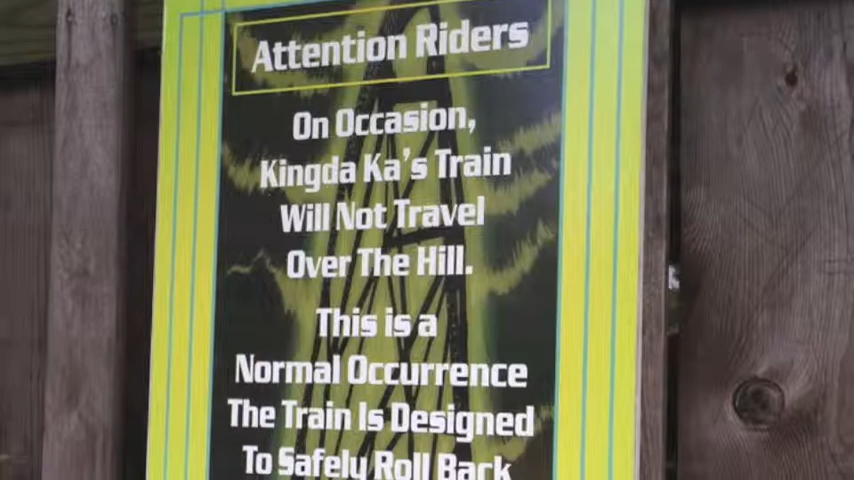 Attention Riders
On Occasion,
Kingda Ka's Train
Will Not Travel
Over The Hill.
This is a
Normal Occurrence
The Train Is Designed
To Safely Roll Back